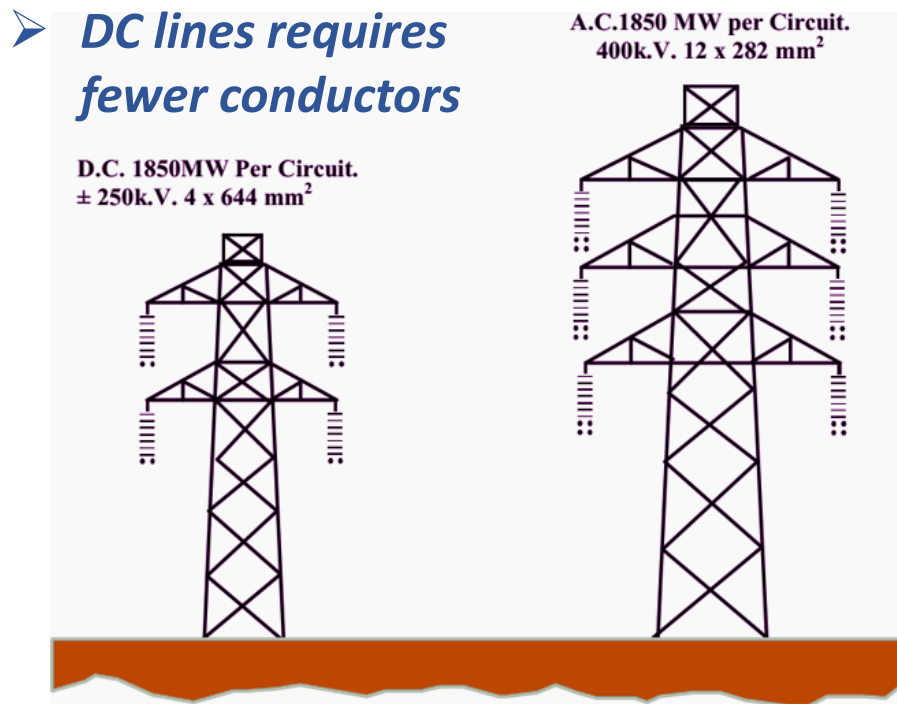 ➢ DC lines requires
fewer conductors
A.C.1850 MW per Circuit.
400k.V. 12 x 282 mm²
D.C. 1850MW Per Circuit.
± 250k.V. 4 x 644 mm²